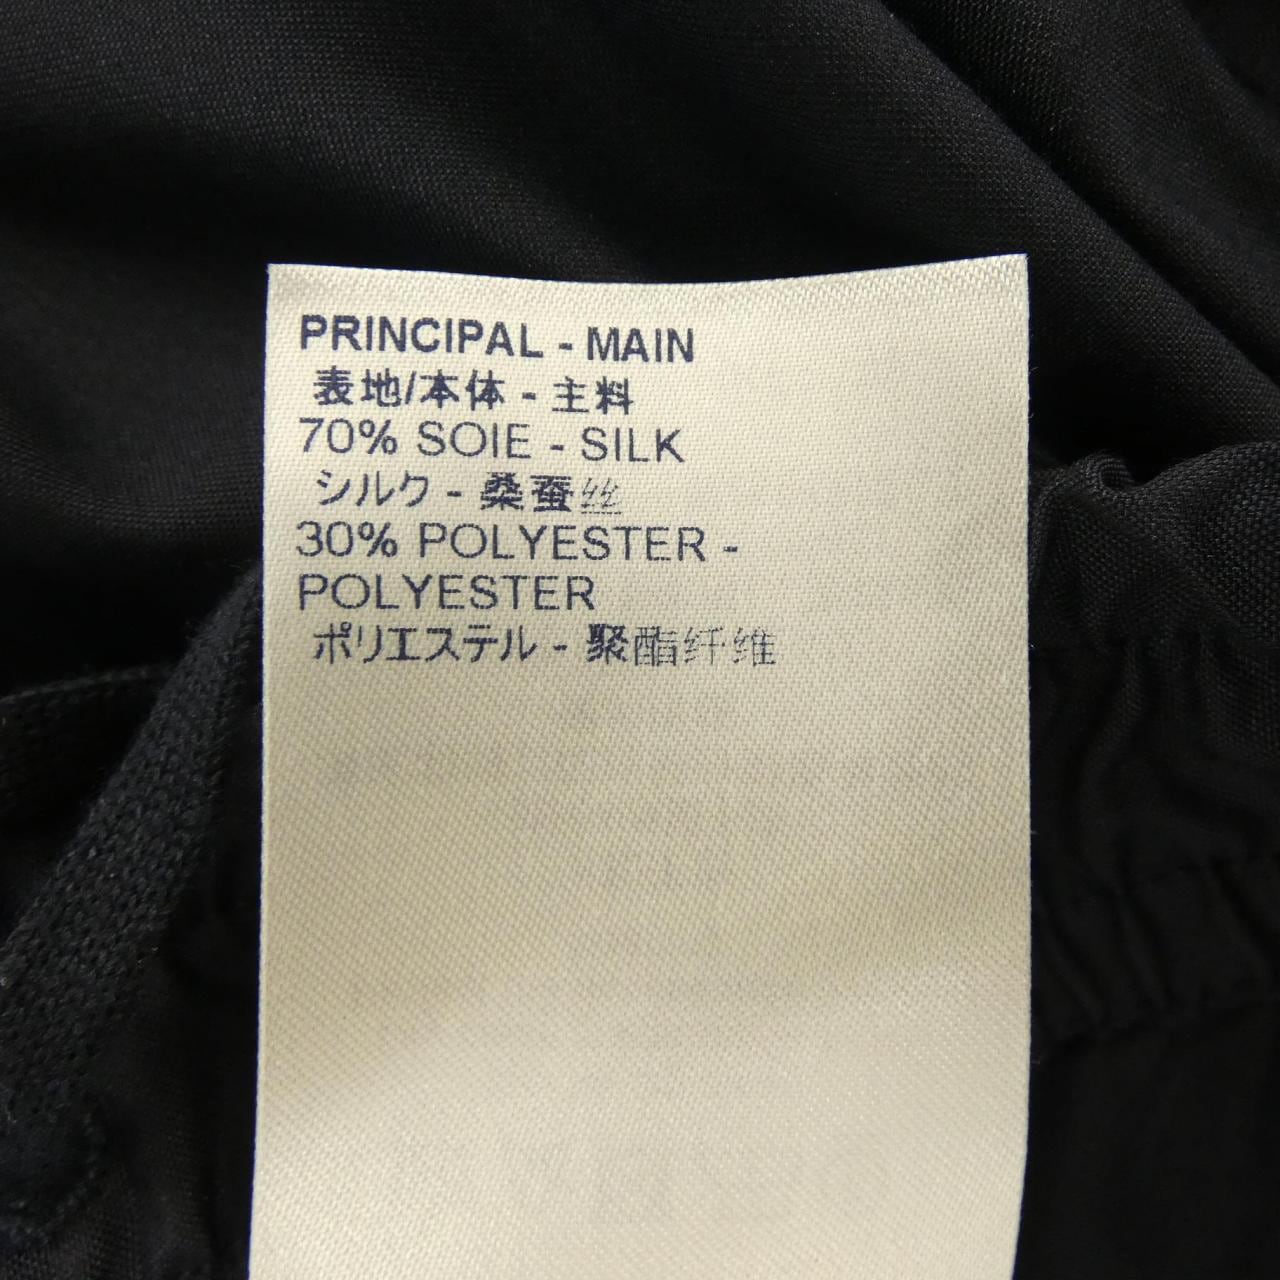 PRINCIPAL - MAIN
表地/本体 - 主料
70% SOIE - SILK
シルク - 桑蚕丝
30% POLYESTER -
POLYESTER
ポリエステル - 聚酯纤维